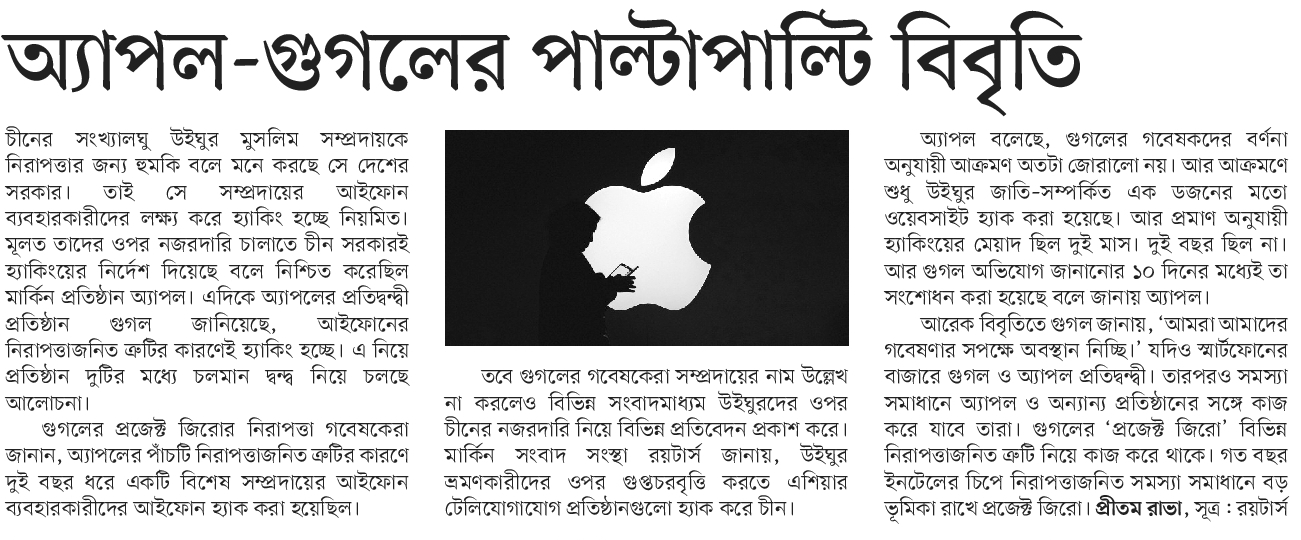 অ্যাপল-গুগলের পাল্টাপাল্টি বিবৃতি
চীনের সংখ্যালঘু উইঘুর মুসলিম সম্প্রদায়কে
নিরাপত্তার জন্য হুমকি বলে মনে করছে সে দেশের
সরকার। তাই সে সম্প্রদায়ের আইফোন
ব্যবহারকারীদের লক্ষ্য করে হ্যাকিং হচ্ছে নিয়মিত।
মূলত তাদের ওপর নজরদারি চালাতে চীন সরকারই
হ্যাকিংয়ের নির্দেশ দিয়েছে বলে নিশ্চিত করেছিল
মার্কিন প্রতিষ্ঠান অ্যাপল। এদিকে অ্যাপলের প্রতিদ্বন্দ্বী
প্রতিষ্ঠান গুগল জানিয়েছে, আইফোনের
নিরাপত্তাজনিত ত্রুটির কারণেই হ্যাকিং হচ্ছে। এ নিয়ে
প্রতিষ্ঠান দুটির মধ্যে চলমান দ্বন্দ্ব নিয়ে চলছে
আলোচনা।
গুগলের প্রজেক্ট জিরোর নিরাপত্তা গবেষকেরা
জানান, অ্যাপলের পাঁচটি নিরাপত্তাজনিত ত্রুটির কারণে
দুই বছর ধরে একটি বিশেষ সম্প্রদায়ের আইফোন
ব্যবহারকারীদের আইফোন হ্যাক করা হয়েছিল।
তবে গুগলের গবেষকেরা সম্প্রদায়ের নাম উল্লেখ
না করলেও বিভিন্ন সংবাদমাধ্যম উইঘুরদের ওপর
চীনের নজরদারি নিয়ে বিভিন্ন প্রতিবেদন প্রকাশ করে।
মার্কিন সংবাদ সংস্থা রয়টার্স জানায়, উইঘুর
ভ্রমণকারীদের ওপর গুপ্তচরবৃত্তি করতে এশিয়ার
টেলিযোগাযোগ প্রতিষ্ঠানগুলো হ্যাক করে চীন।
অ্যাপল বলেছে, গুগলের গবেষকদের বর্ণনা
অনুযায়ী আক্রমণ অতটা জোরালো নয়। আর আক্রমণে
শুধু উইঘুর জাতি-সম্পর্কিত এক ডজনের মতো
ওয়েবসাইট হ্যাক করা হয়েছে। আর প্রমাণ অনুযায়ী
হ্যাকিংয়ের মেয়াদ ছিল দুই মাস। দুই বছর ছিল না।
আর গুগল অভিযোগ জানানোর ১০ দিনের মধ্যেই তা
সংশোধন করা হয়েছে বলে জানায় অ্যাপল।
আরেক বিবৃতিতে গুগল জানায়, ‘আমরা আমাদের
গবেষণার সপক্ষে অবস্থান নিচ্ছি।’ যদিও স্মার্টফোনের
বাজারে গুগল ও অ্যাপল প্রতিদ্বন্দ্বী। তারপরও সমস্যা
সমাধানে অ্যাপল ও অন্যান্য প্রতিষ্ঠানের সঙ্গে কাজ
করে যাবে তারা। গুগলের ‘প্রজেক্ট জিরো’ বিভিন্ন
নিরাপত্তাজনিত ত্রুটি নিয়ে কাজ করে থাকে। গত বছর
ইনটেলের চিপে নিরাপত্তাজনিত সমস্যা সমাধানে বড়
ভূমিকা রাখে প্রজেক্ট জিরো। প্রীতম রাভা, সূত্র : রয়টার্স